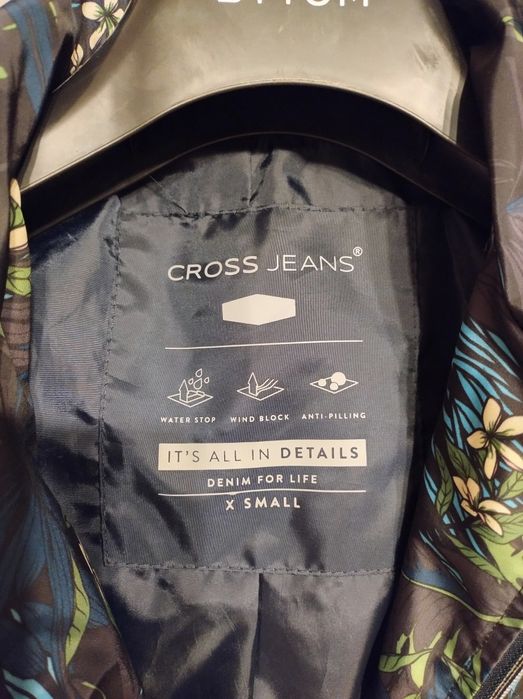 CROSS JEANS®
WATER STOP WIND BLOCK ANTI-PILLING
IT'S ALL IN DETAILS
DENIM FOR LIFE
X SMALL